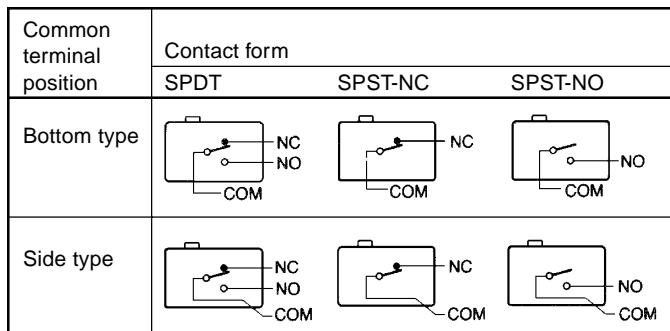 Common
terminal
position
Contact form
SPDT SPST-NC SPST-NO
Bottom type
NC
NO
COM
NC
COM
NO
COM
Side type
NC
NO
COM
NC
COM
NO
COM